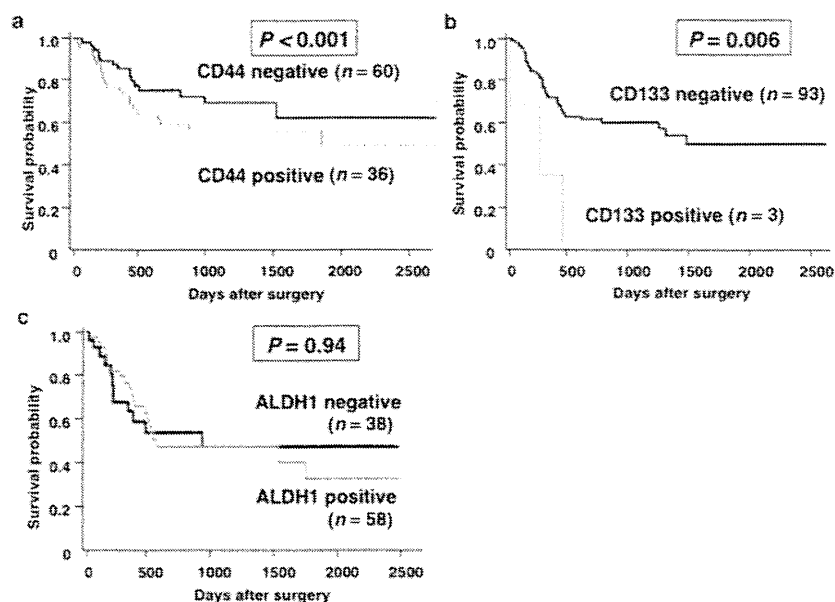 a
P < 0.001
CD44 negative (n = 60)
CD44 positive (n = 36)
Survival probability
1.0
0.8
0.6
0.4
0.2
0
0 500 1000 1500 2000 2500
Days after surgery
b
P = 0.006
CD133 negative (n = 93)
CD133 positive (n = 3)
Survival probability
1.0
0.8
0.6
0.4
0.2
0
0 500 1000 1500 2000 2500
Days after surgery
c
P = 0.94
ALDH1 negative
(n = 38)
ALDH1 positive
(n = 58)
Survival probability
1.0
0.8
0.6
0.4
0.2
0
0 500 1000 1500 2000 2500
Days after surgery